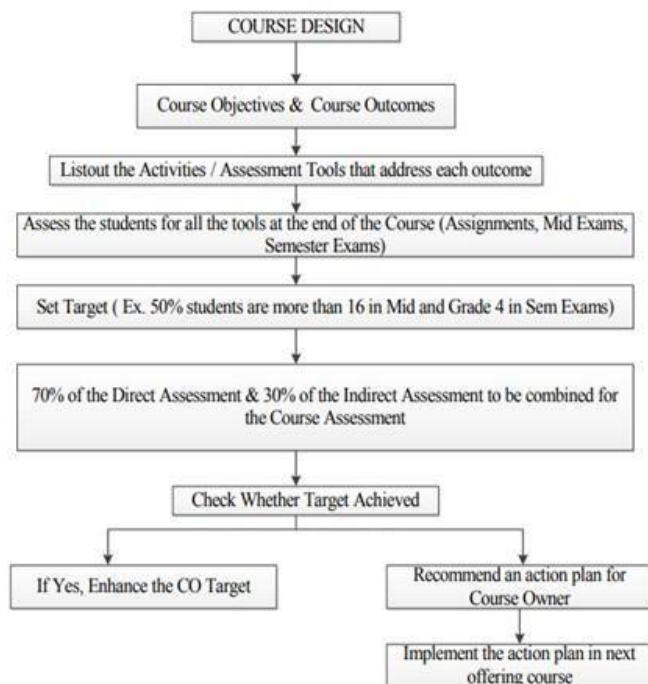 COURSE DESIGN
Course Objectives & Course Outcomes
Listout the Activities / Assessment Tools that address each outcome
Assess the students for all the tools at the end of the Course (Assignments, Mid Exams,
Semester Exams)
Set Target ( Ex. 50% students are more than 16 in Mid and Grade 4 in Sem Exams)
70% of the Direct Assessment & 30% of the Indirect Assessment to be combined for
the Course Assessment
Check Whether Target Achieved
If Yes, Enhance the CO Target
Recommend an action plan for
Course Owner
Implement the action plan in next
offering course